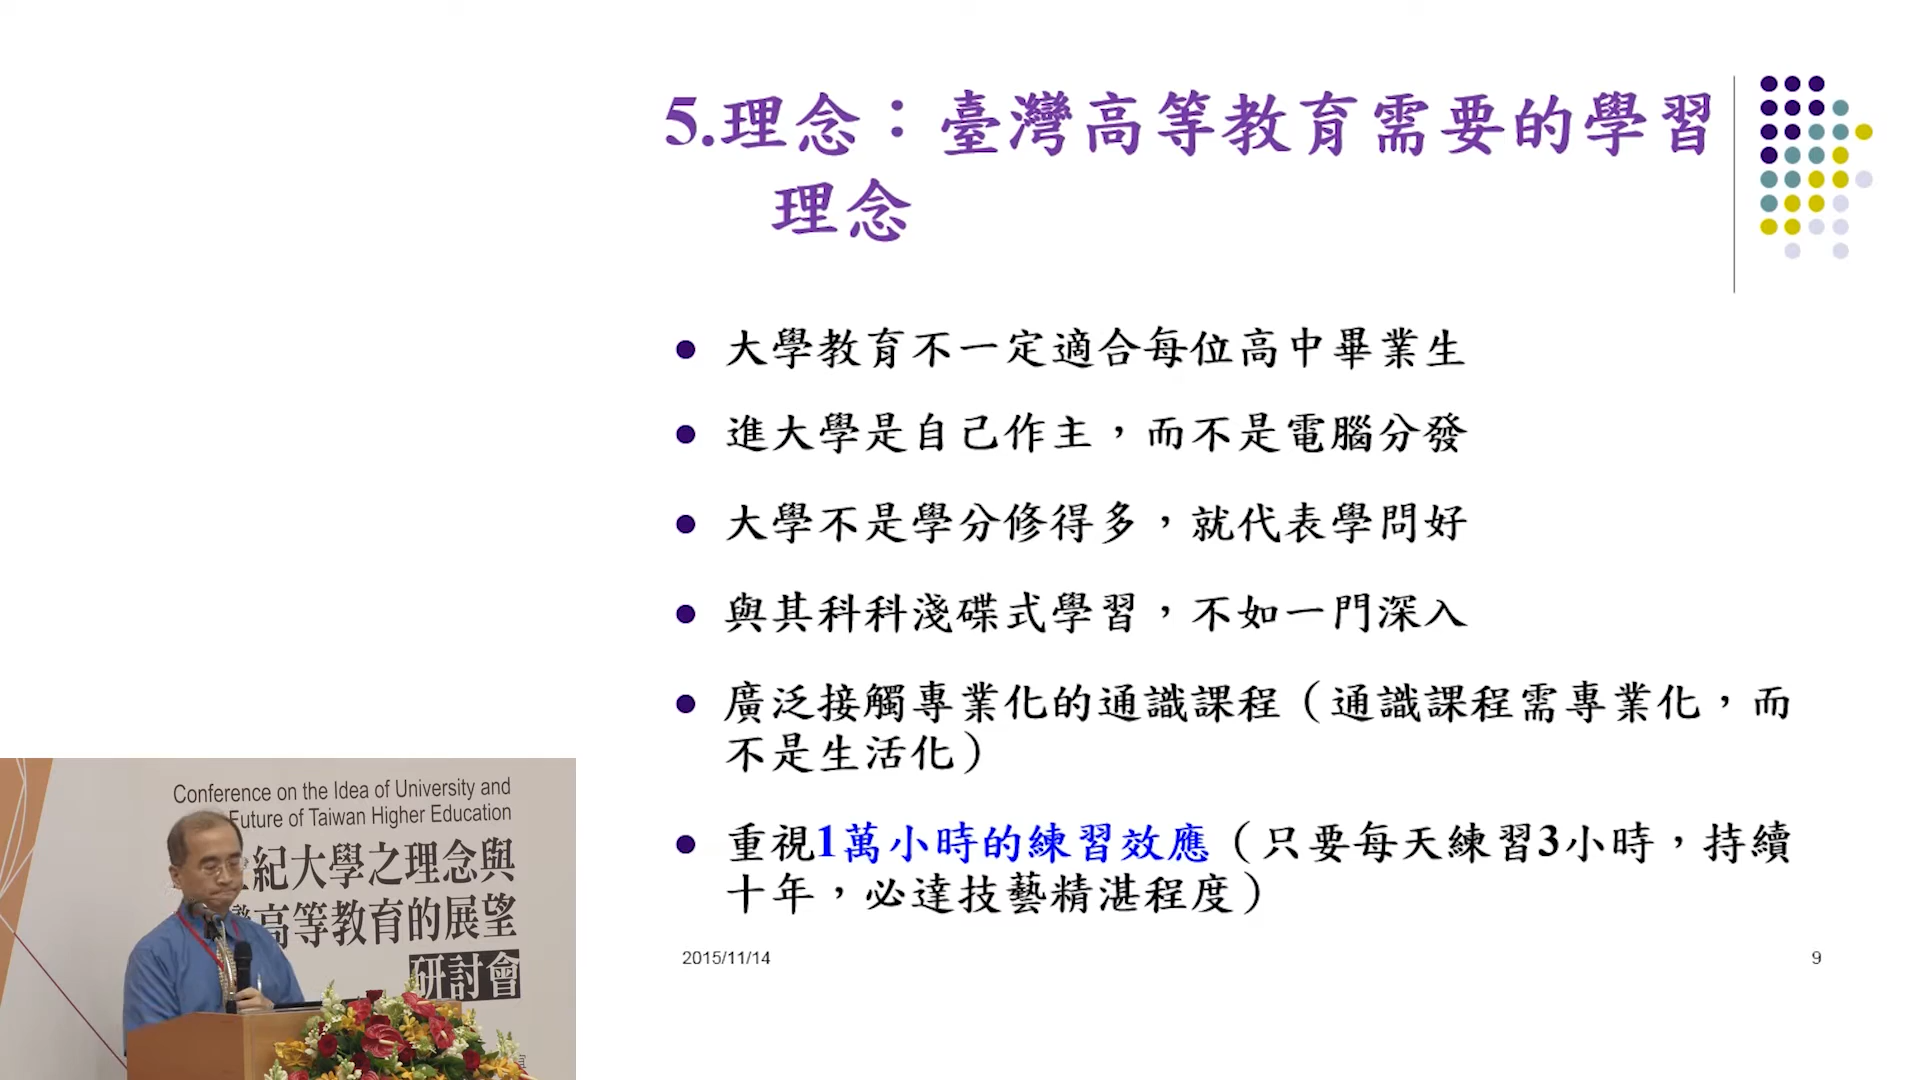 5.理念：臺灣高等教育需要的學習
理念
● 大學教育不一定適合每位高中畢業生
● 進大學是自己作主，而不是電腦分發
● 大學不是學分修得多，就代表學問好
● 與其科科淺碟式學習，不如一門深入
● 廣泛接觸專業化的通識課程（通識課程需專業化，而
不是生活化）
● 重視1萬小時的練習效應（只要每天練習3小時，持續
十年，必達技藝精湛程度）
2015/11/14
9
Conference on the Idea of University and
Future of Taiwan Higher Education
紀大學之理念與
高等教育的展望
研討會